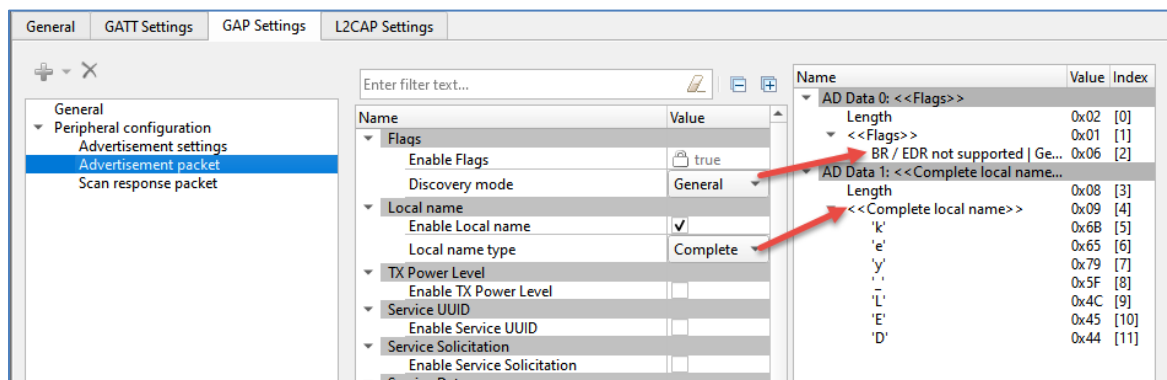 General GATT Settings GAP Settings L2CAP Settings
General
Peripheral configuration
Advertisement settings
Advertisement packet
Scan response packet
Enter filter text...
Name Value
Flags
Enable Flags true
Discovery mode General
Local name
Enable Local name
Local name type Complete
TX Power Level
Enable TX Power Level
Service UUID
Enable Service UUID
Service Solicitation
Enable Service Solicitation
Name Value Index
AD Data 0: <<Flags>>
Length 0x02 [0]
<<Flags>> 0x01 [1]
BR / EDR not supported | Ge... 0x06 [2]
AD Data 1: <<Complete local name...
Length 0x08 [3]
<<Complete local name>> 0x09 [4]
'k' 0x6B [5]
'e' 0x65 [6]
'y' 0x79 [7]
'_' 0x5F [8]
'L' 0x4C [9]
'E' 0x45 [10]
'D' 0x44 [11]